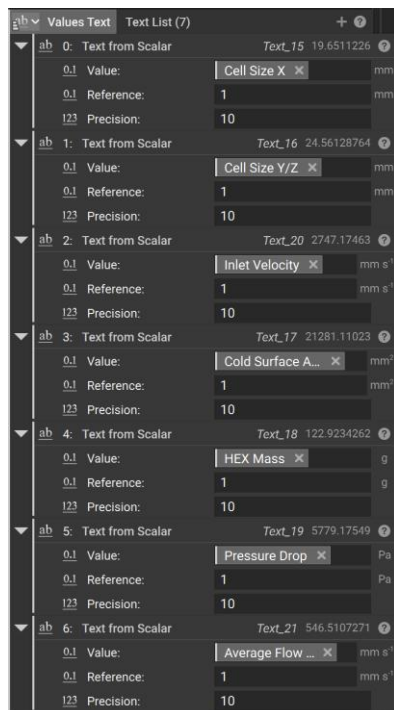 ab Values Text Text List (7) + ?
ab 0: Text from Scalar Text_15 19.6511226 ?
0.1 Value: Cell Size X × mm
0.1 Reference: 1 mm
123 Precision: 10
ab 1: Text from Scalar Text_16 24.56128764 ?
0.1 Value: Cell Size Y/Z × mm
0.1 Reference: 1 mm
123 Precision: 10
ab 2: Text from Scalar Text_20 2747.17463 ?
0.1 Value: Inlet Velocity × mm s⁻¹
0.1 Reference: 1 mm s⁻¹
123 Precision: 10
ab 3: Text from Scalar Text_17 21281.11023 ?
0.1 Value: Cold Surface A... × mm²
0.1 Reference: 1 mm²
123 Precision: 10
ab 4: Text from Scalar Text_18 122.9234262 ?
0.1 Value: HEX Mass × g
0.1 Reference: 1 g
123 Precision: 10
ab 5: Text from Scalar Text_19 5779.17549 ?
0.1 Value: Pressure Drop × Pa
0.1 Reference: 1 Pa
123 Precision: 10
ab 6: Text from Scalar Text_21 546.5107271 ?
0.1 Value: Average Flow ... × mm s⁻¹
0.1 Reference: 1 mm s⁻¹
123 Precision: 10